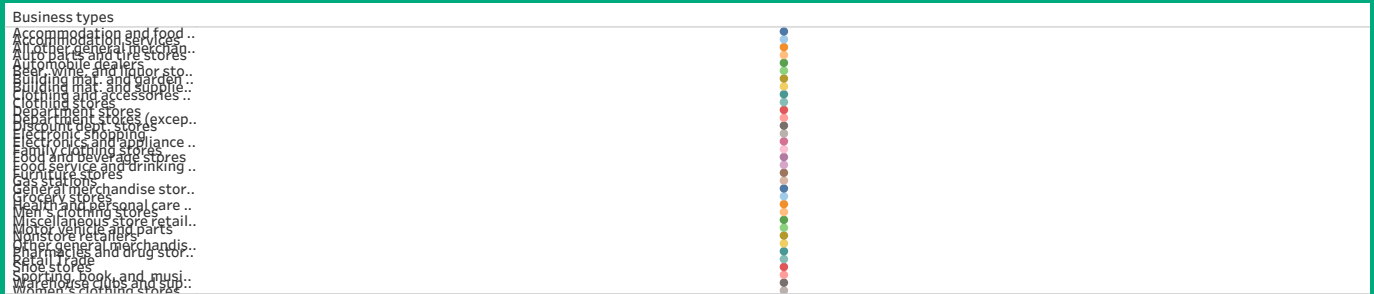 Business types
Accommodation and food ..
Accommodation services
All other general merchan..
Auto parts and tire stores
Automobile dealers
Beer, wine, and liquor sto..
Building mat. and garden ..
Building mat. and supplie..
Clothing and accessories ..
Clothing stores
Department stores
Department stores (excep..
Discount dept. stores
Electronic shopping
Electronics and appliance ..
Family clothing stores
Food and beverage stores
Food service and drinking ..
Furniture stores
Gas stations
General merchandise stor..
Grocery stores
Health and personal care ..
Men's clothing stores
Miscellaneous store retail..
Motor vehicle and parts
Nonstore retailers
Other general merchandis..
Pharmacies and drug stor..
Retail Trade
Shoe stores
Sporting, hook, and musi..
Warehouse clubs and sup..
Women's clothing stores